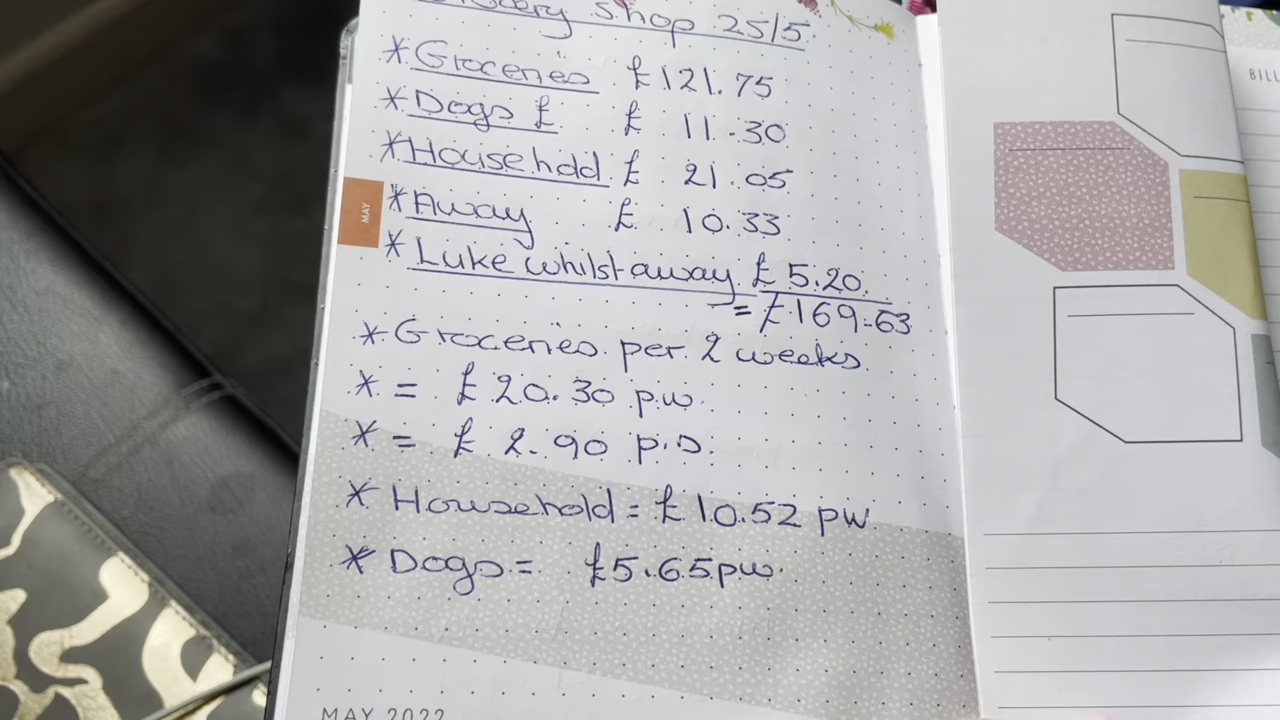 Shop 25/5
* Groceries £121.75
* Dogs £ £ 11.30
* Household £ 21.05
* Away £ 10.33
* Luke whilst away £5.20
= £169.63
* Groceries per 2 weeks
* = £20.30 p.w.
* = £2.90 p.D.
* Household = £10.52 pw
* Dogs = £5.65pw.
MAY
MAY 2022
BILL